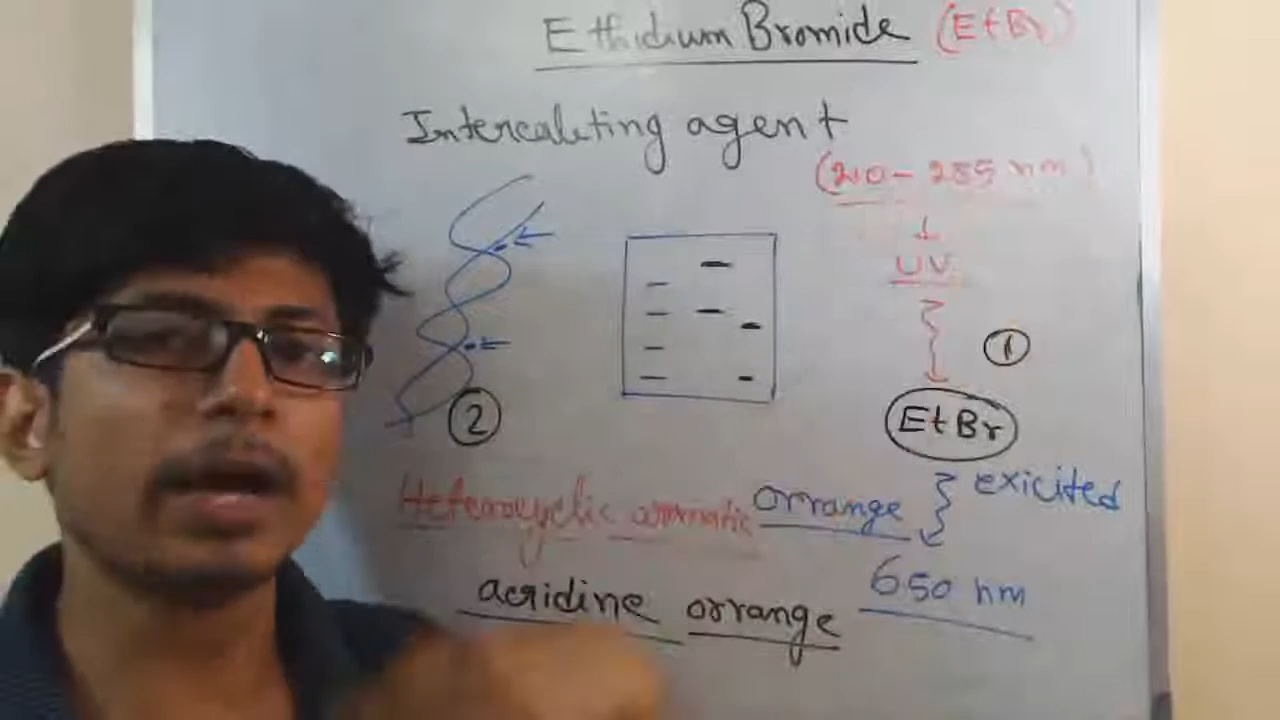 Ethidium Bromide (EtBr)
Intercaleting agent
(210 - 285 nm)
UV
1
EtBr
2
exicited
Heterocyclic aromatic orrange
650 nm
acridine orrange